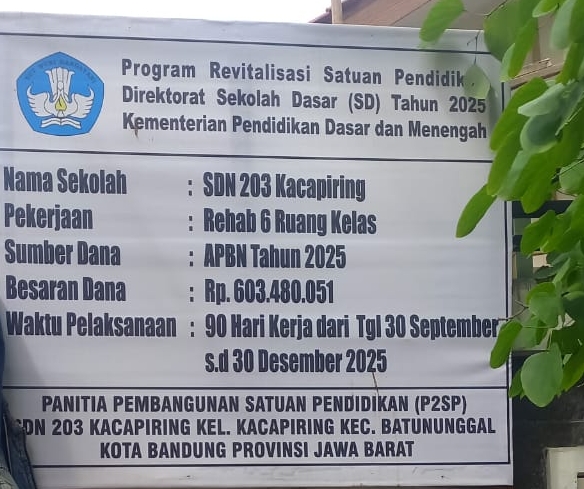 Program Revitalisasi Satuan Pendidik
Direktorat Sekolah Dasar (SD) Tahun 2025
Kementerian Pendidikan Dasar dan Menengah
Nama Sekolah : SDN 203 Kacapiring
Pekerjaan : Rehab 6 Ruang Kelas
Sumber Dana : APBN Tahun 2025
Besaran Dana : Rp. 603.480.051
Waktu Pelaksanaan : 90 Hari Kerja dari Tgl 30 September
s.d 30 Desember 2025
PANITIA PEMBANGUNAN SATUAN PENDIDIKAN (P2SP)
SDN 203 KACAPIRING KEL. KACAPIRING KEC. BATUNUNGGAL
KOTA BANDUNG PROVINSI JAWA BARAT